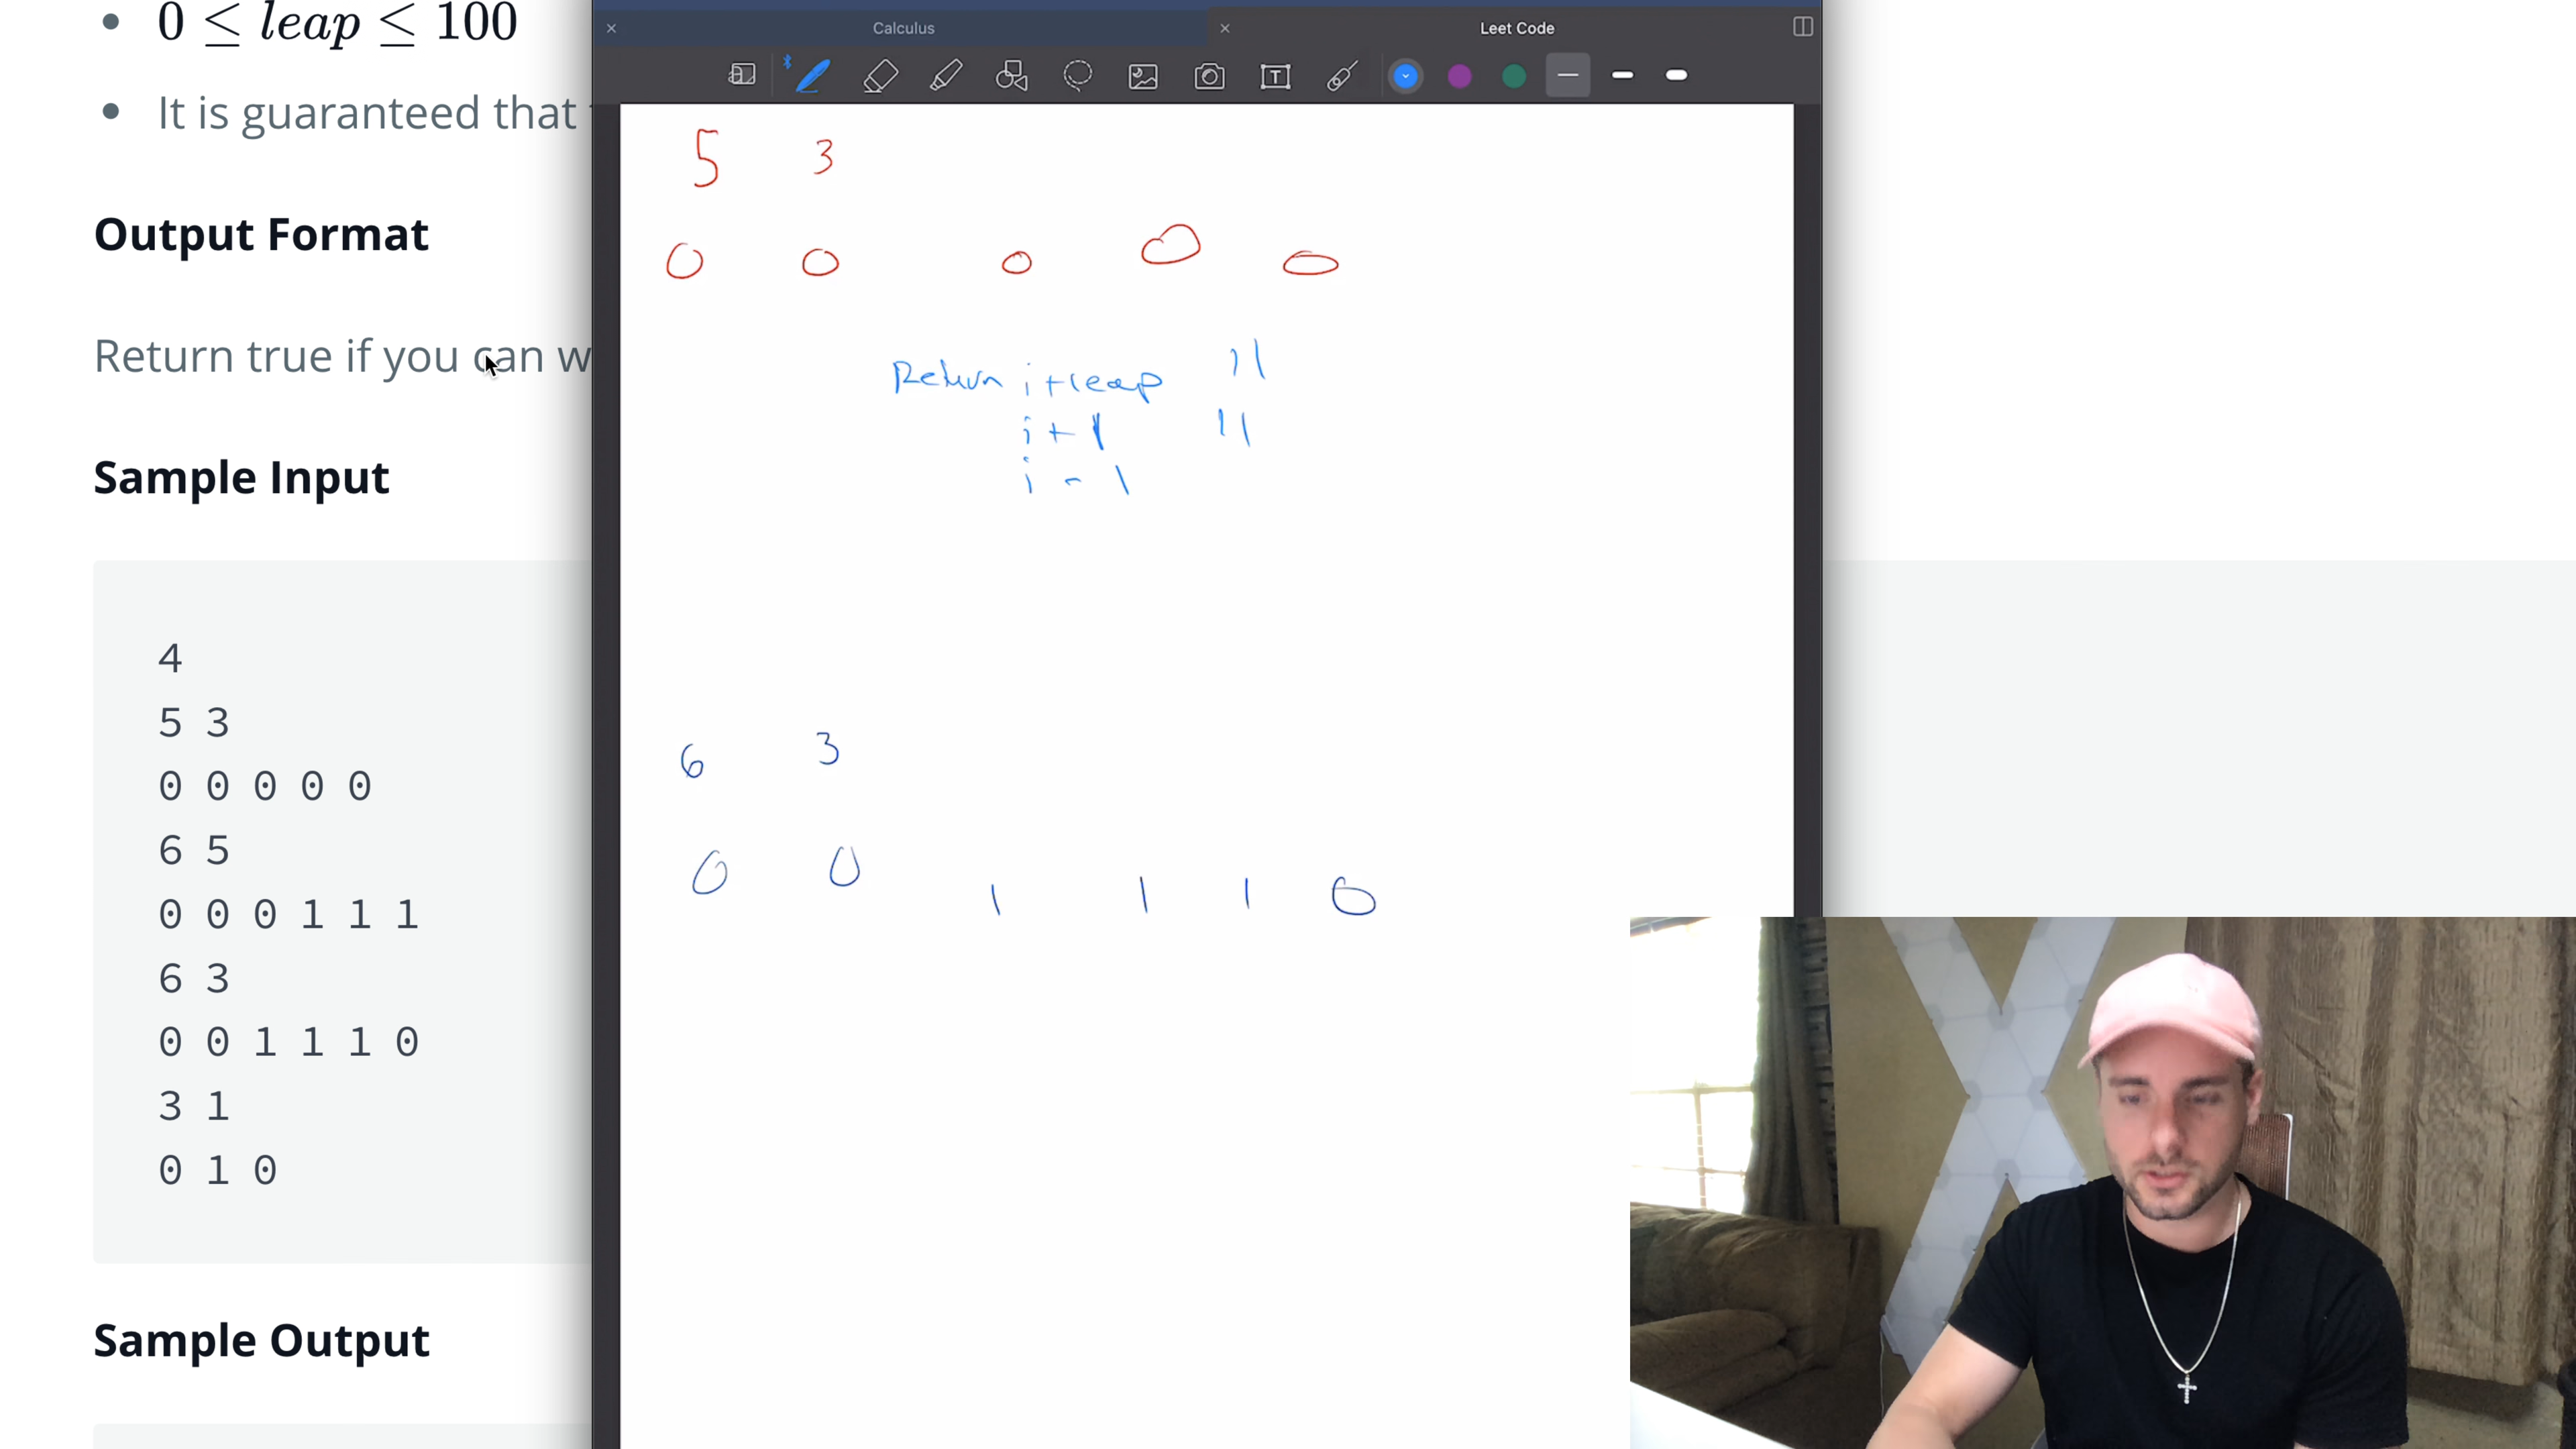 0 ≤ leap ≤ 100
It is guaranteed that
Output Format
Return true if you can w
Sample Input
4
5 3
0 0 0 0 0
6 5
0 0 0 1 1 1
6 3
0 0 1 1 1 0
3 1
0 1 0
Sample Output
Calculus
Leet Code
5 3
0 0 0 0 0
Return i+leap ||
i+1 ||
i-1
6 3
0 0 1 1 1 0